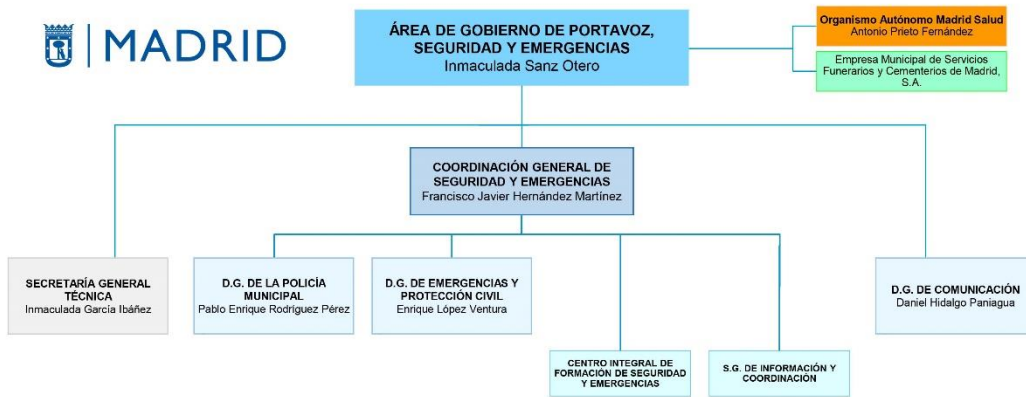 MADRID
ÁREA DE GOBIERNO DE PORTAVOZ,
SEGURIDAD Y EMERGENCIAS
Inmaculada Sanz Otero
Organismo Autónomo Madrid Salud
Antonio Prieto Fernández
Empresa Municipal de Servicios
Funerarios y Cementerios de Madrid,
S.A.
COORDINACIÓN GENERAL DE
SEGURIDAD Y EMERGENCIAS
Francisco Javier Hernández Martínez
SECRETARÍA GENERAL
TÉCNICA
Inmaculada García Ibáñez
D.G. DE LA POLICÍA
MUNICIPAL
Pablo Enrique Rodríguez Pérez
D.G. DE EMERGENCIAS Y
PROTECCIÓN CIVIL
Enrique López Ventura
D.G. DE COMUNICACIÓN
Daniel Hidalgo Paniagua
CENTRO INTEGRAL DE
FORMACIÓN DE SEGURIDAD
Y EMERGENCIAS
S.G. DE INFORMACIÓN Y
COORDINACIÓN